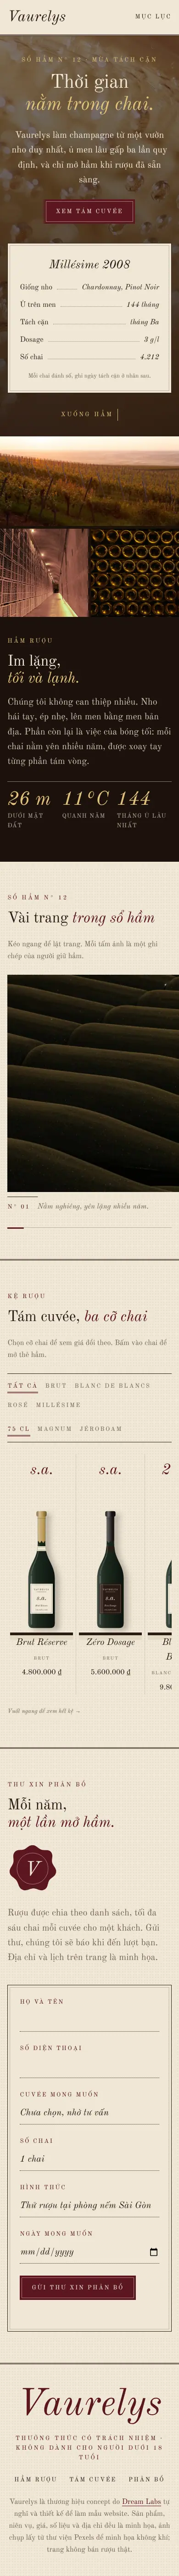 Vaurelys
MỤC LỤC
SỔ HẦM N° 12 · MÙA TÁCH CẶN
Thời gian
nằm trong chai.
Vaurelys làm champagne từ một vườn
nho duy nhất, ủ men lâu gấp ba lần quy
định, và chỉ mở hầm khi rượu đã sẵn
sàng.
XEM TÁM CUVÉE
Millésime 2008
Giống nho Chardonnay, Pinot Noir
Ủ trên men 144 tháng
Tách cặn tháng Ba
Dosage 3 g/l
Số chai 4.212
Mỗi chai đánh số, ghi ngày tách cặn ở nhãn sau.
XUỐNG HẦM
HẦM RƯỢU
Im lặng,
tối và lạnh.
Chúng tôi không can thiệp nhiều. Nho
hái tay, ép nhẹ, lên men bằng men bản
địa. Phần còn lại là việc của bóng tối: mỗi
chai nằm yên nhiều năm, được xoay tay
từng phần tám vòng.
26 m 11°C 144
DƯỚI MẶT ĐẤT QUANH NĂM THÁNG Ủ LÂU NHẤT
SỔ HẦM N° 12
Vài trang trong sổ hầm
Kéo ngang để lật trang. Mỗi tấm ảnh là một ghi
chép của người giữ hầm.
N° 01 Nằm nghiêng, yên lặng nhiều năm.
KỆ RƯỢU
Tám cuvée, ba cỡ chai
Chọn cỡ chai để xem giá đổi theo. Bấm vào chai để
mở thẻ hầm.
TẤT CẢ BRUT BLANC DE BLANCS
ROSÉ MILLÉSIME
75 CL MAGNUM JÉROBOAM
s.a. s.a. 2
Brut Réserve Zéro Dosage Bl
B
BRUT BRUT BLANC
4.800.000 ₫ 5.600.000 ₫ 9.80
Vuốt ngang để xem hết kệ →
THƯ XIN PHÂN BỔ
Mỗi năm,
một lần mở hầm.
V
Rượu được chia theo danh sách, tối đa
sáu chai mỗi cuvée cho một khách. Gửi
thư, chúng tôi sẽ báo khi đến lượt bạn.
Địa chỉ và lịch trên trang là minh họa.
HỌ VÀ TÊN
SỐ ĐIỆN THOẠI
CUVÉE MONG MUỐN
Chưa chọn, nhờ tư vấn
SỐ CHAI
1 chai
HÌNH THỨC
Thử rượu tại phòng nếm Sài Gòn
NGÀY MONG MUỐN
mm/dd/yyyy
GỬI THƯ XIN PHÂN BỔ
Vaurelys
THƯỞNG THỨC CÓ TRÁCH NHIỆM ·
KHÔNG DÀNH CHO NGƯỜI DƯỚI 18
TUỔI
HẦM RƯỢU TÁM CUVÉE PHÂN BỔ
Vaurelys là thương hiệu concept do Dream Labs tự
nghĩ và thiết kế để làm mẫu website. Sản phẩm,
niên vụ, giá, số liệu và địa chỉ đều là minh họa, ảnh
chụp lấy từ thư viện Pexels để minh họa không khí;
trang không bán rượu thật.